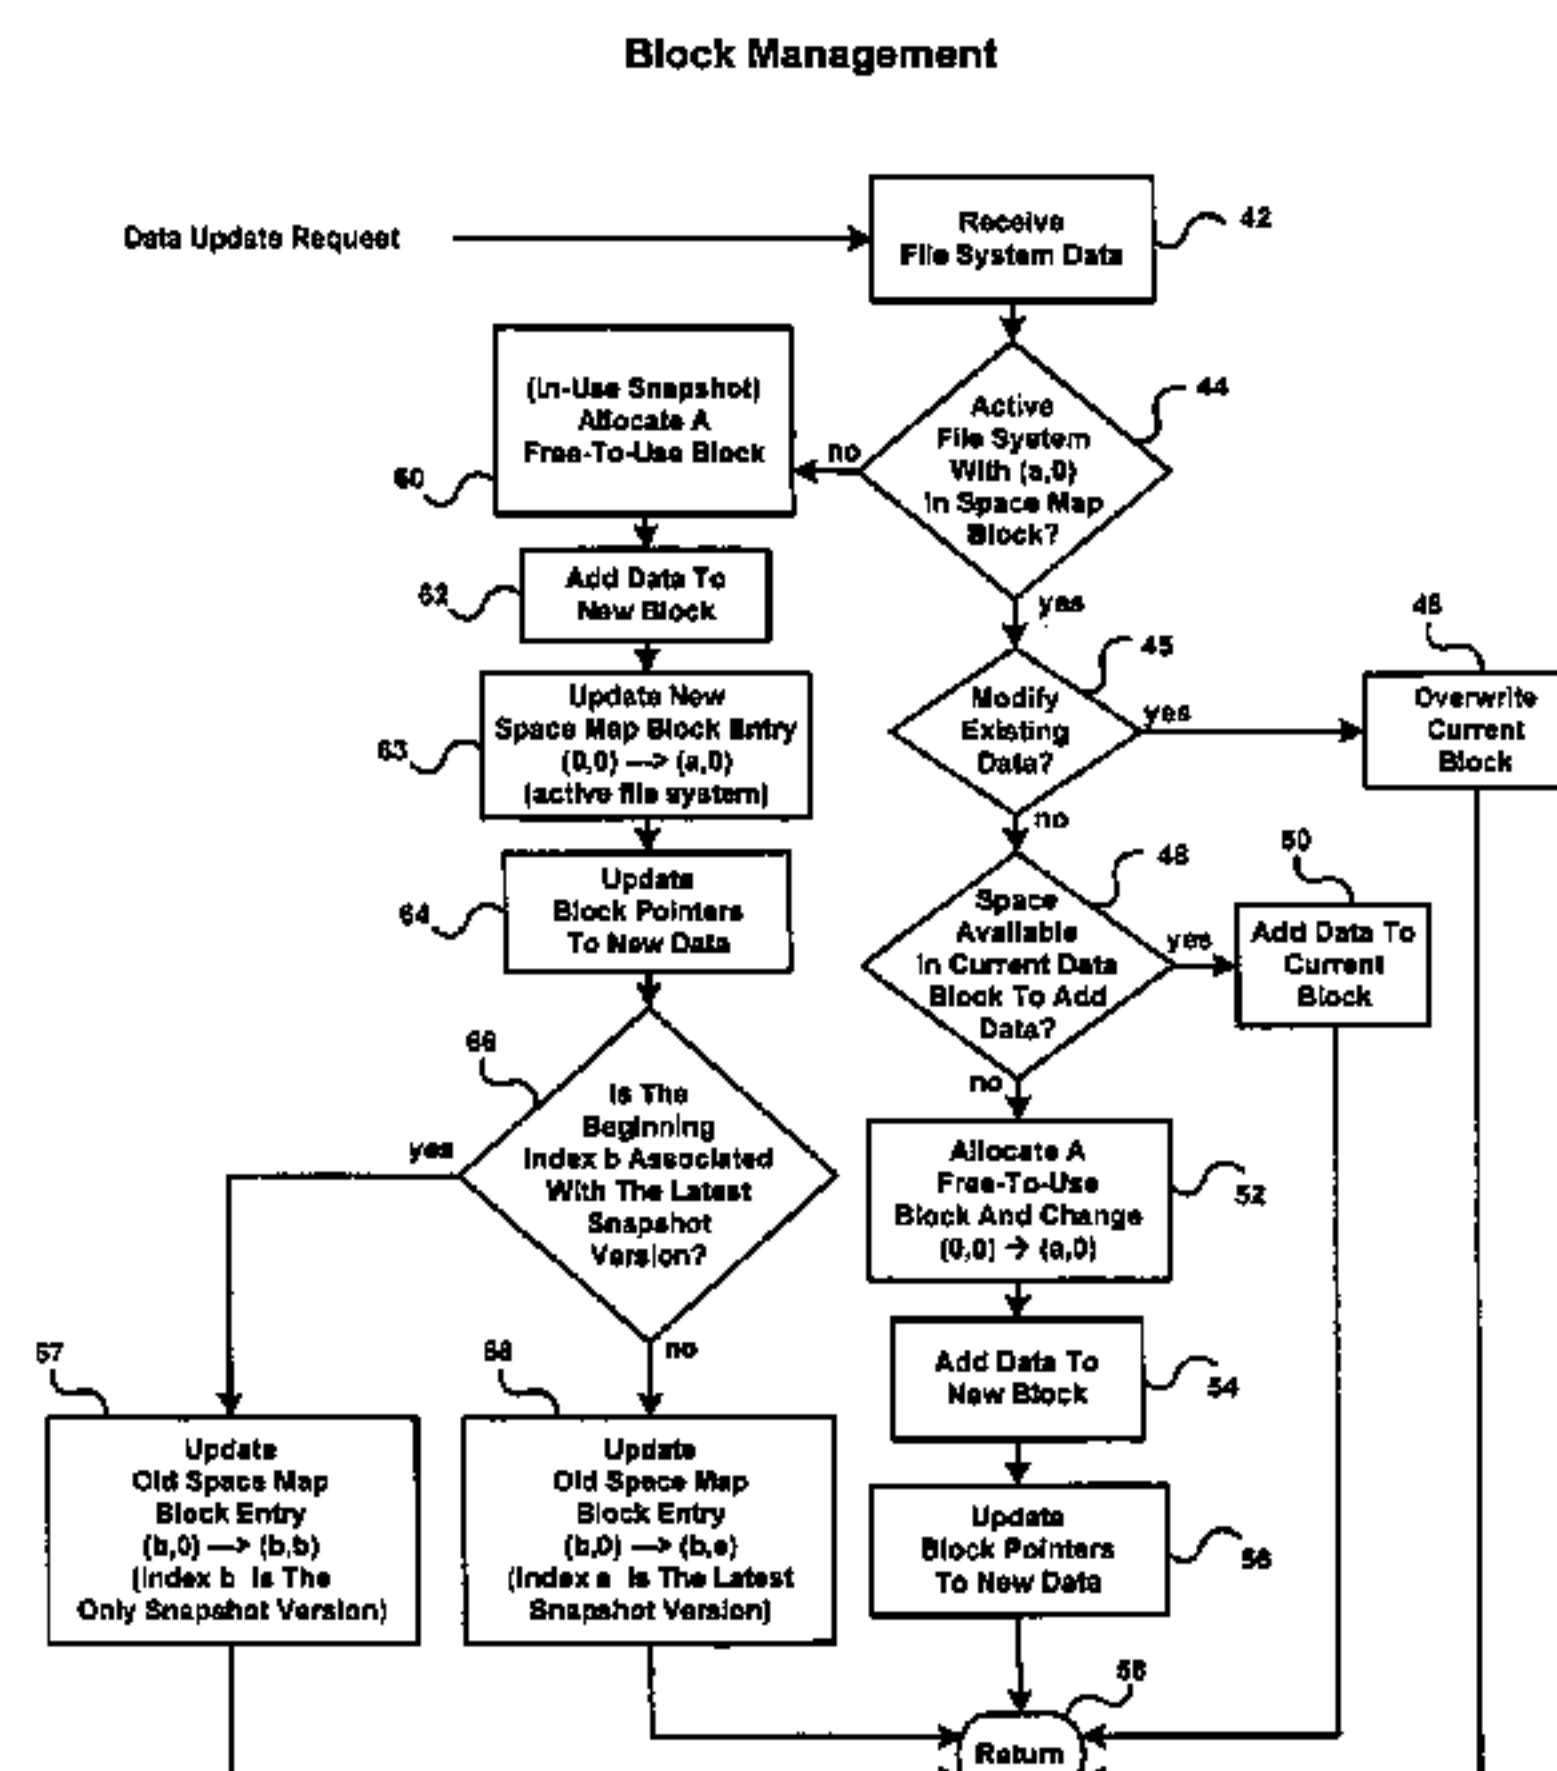 Block Management
Data Update Request
Receive
File System Data
42
(In-Use Snapshot)
Allocate A
Free-To-Use Block
60
no
Active
File System
With (a,0)
In Space Map
Block?
44
yes
Add Data To
New Block
62
Update New
Space Map Block Entry
(0,0) —> (a,0)
(active file system)
63
Modify
Existing
Data?
45
yes
no
Overwrite
Current
Block
Update
Block Pointers
To New Data
64
Space
Available
In Current Data
Block To Add
Data?
48
yes
no
Add Data To
Current
Block
50
Is The
Beginning
Index b Associated
With The Latest
Snapshot
Version?
66
yes
no
Allocate A
Free-To-Use
Block And Change
(0,0) → (a,0)
52
Add Data To
New Block
54
Update
Old Space Map
Block Entry
(b,0) —> (b,b)
(Index b Is The
Only Snapshot Version)
67
Update
Old Space Map
Block Entry
(b,0) —> (b,e)
(Index e Is The Latest
Snapshot Version)
68
Update
Block Pointers
To New Data
56
58
Return